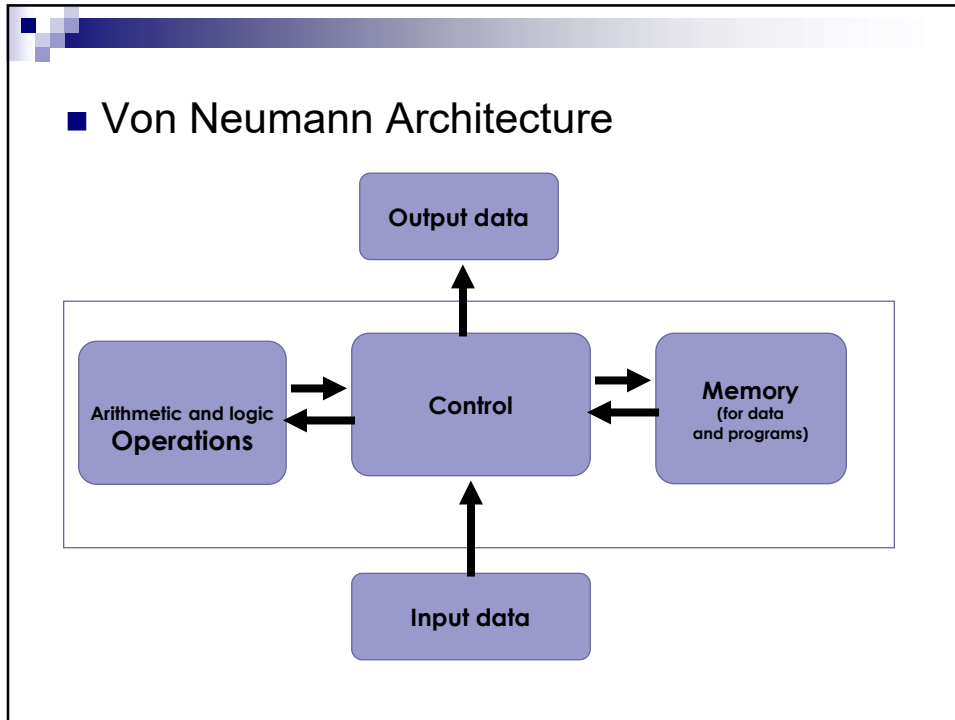 Von Neumann Architecture
Output data
Arithmetic and logic
Operations
Control
Memory
(for data
and programs)
Input data